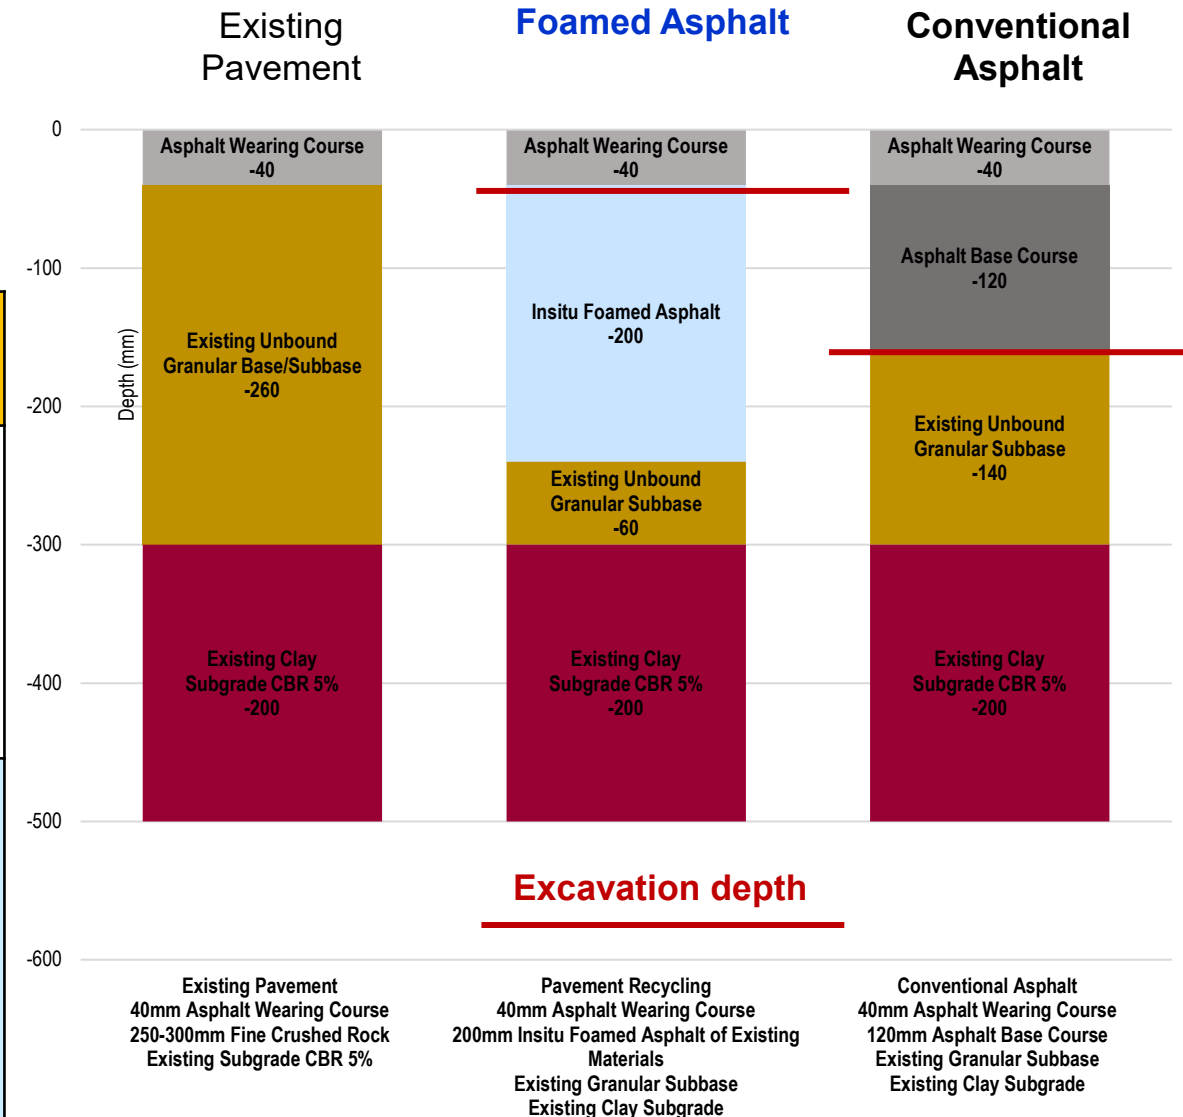 Existing
Pavement
Foamed Asphalt
Conventional
Asphalt
0
-100
-200
-300
-400
-500
-600
Depth (mm)
Asphalt Wearing Course
-40
Existing Unbound
Granular Base/Subbase
-260
Existing Clay
Subgrade CBR 5%
-200
Asphalt Wearing Course
-40
Insitu Foamed Asphalt
-200
Existing Unbound
Granular Subbase
-60
Existing Clay
Subgrade CBR 5%
-200
Asphalt Wearing Course
-40
Asphalt Base Course
-120
Existing Unbound
Granular Subbase
-140
Existing Clay
Subgrade CBR 5%
-200
Excavation depth
Existing Pavement
40mm Asphalt Wearing Course
250-300mm Fine Crushed Rock
Existing Subgrade CBR 5%
Pavement Recycling
40mm Asphalt Wearing Course
200mm Insitu Foamed Asphalt of Existing
Materials
Existing Granular Subbase
Existing Clay Subgrade
Conventional Asphalt
40mm Asphalt Wearing Course
120mm Asphalt Base Course
Existing Granular Subbase
Existing Clay Subgrade